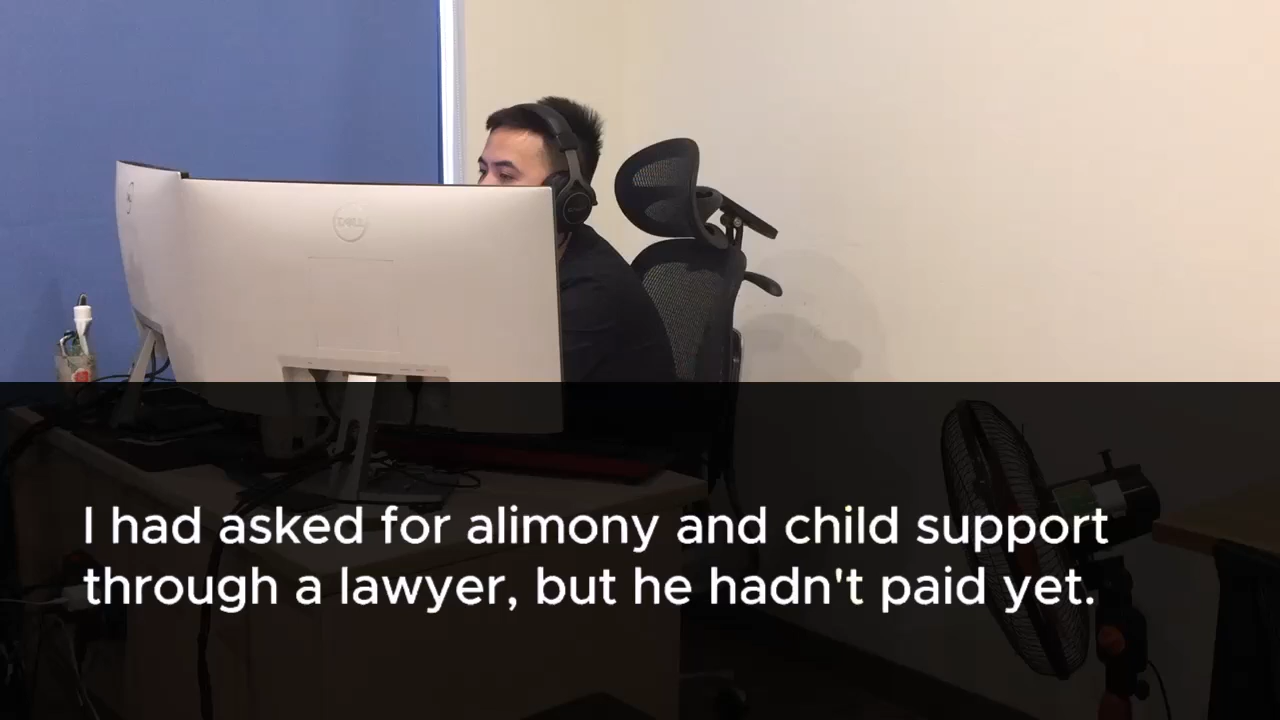 DELL
I had asked for alimony and child support
through a lawyer, but he hadn't paid yet.